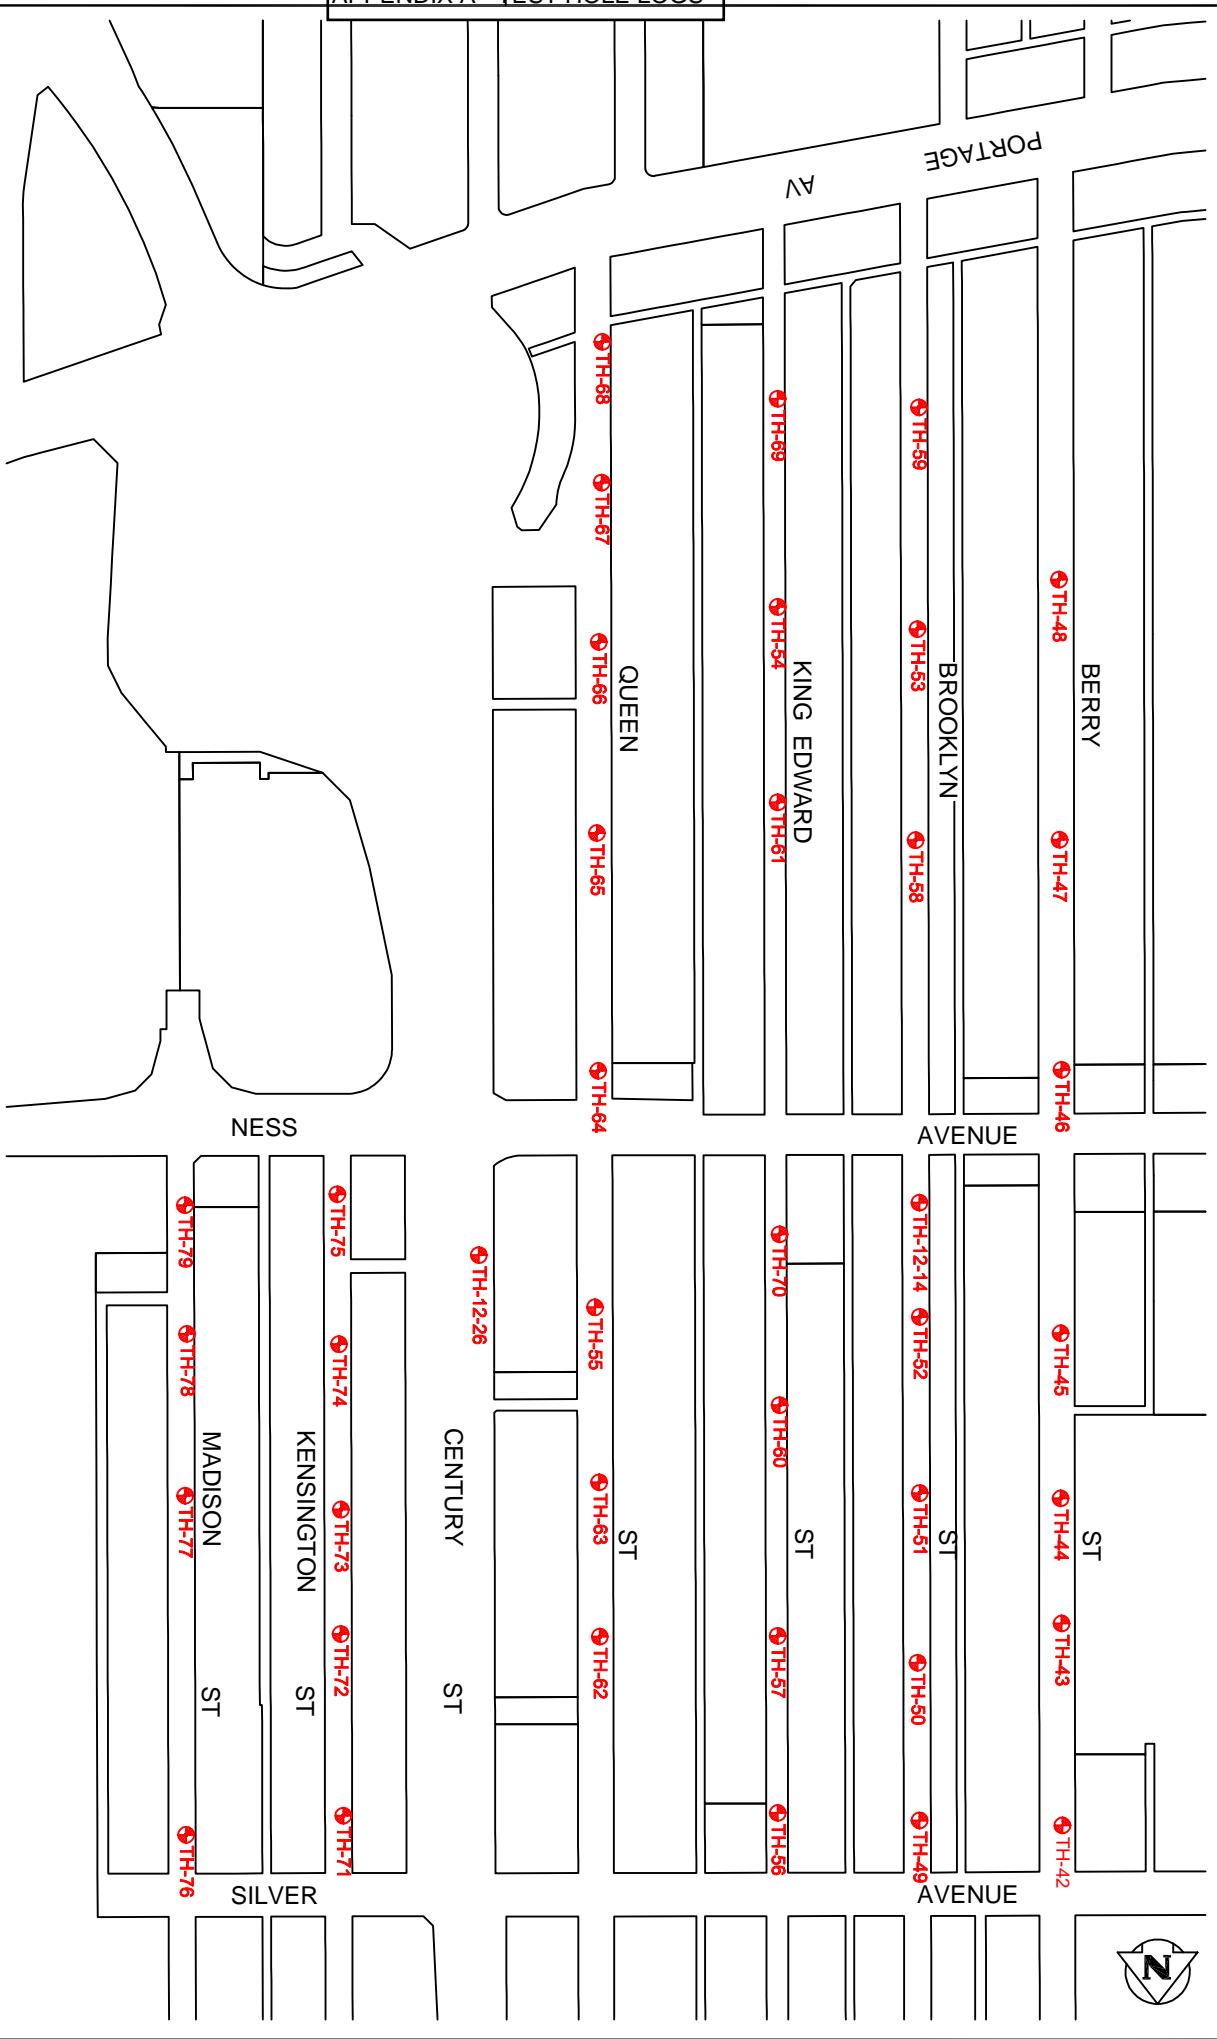 APPENDIX A - TEST HOLE LOGS
PORTAGE
AV
TH-68
TH-69
TH-59
TH-67
TH-48
TH-54
TH-53
TH-66
QUEEN
KING EDWARD
BROOKLYN
BERRY
TH-61
TH-65
TH-58
TH-47
TH-64
TH-46
NESS
AVENUE
TH-79
TH-75
TH-12-26
TH-70
TH-12-14
TH-55
TH-52
TH-45
TH-78
TH-74
TH-60
MADISON
KENSINGTON
CENTURY
TH-77
TH-73
TH-63
TH-51
TH-44
ST
ST
ST
ST
TH-72
TH-62
TH-57
TH-50
TH-43
ST
ST
ST
TH-76
TH-71
TH-56
TH-49
TH-42
SILVER
AVENUE
N